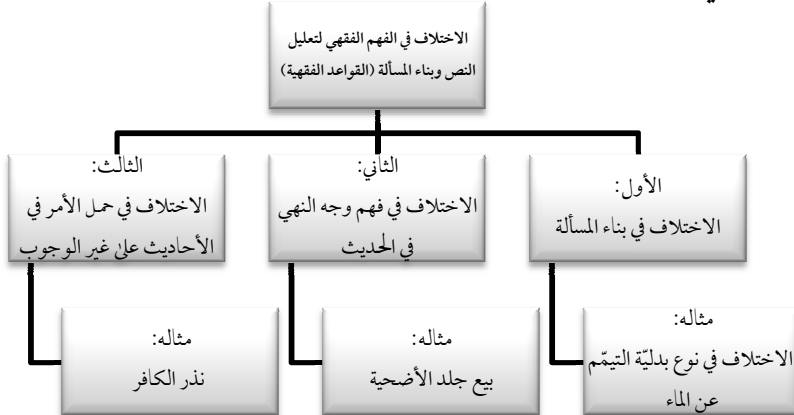 الاختلاف في الفهم الفقهي لتعليل
النص وبناء المسألة (القواعد الفقهية)
الأول:
الاختلاف في بناء المسألة
مثاله:
الاختلاف في نوع بدليّة التيمّم
عن الماء
الثاني:
الاختلاف في فهم وجه النهي
في الحديث
مثاله:
بيع جلد الأضحية
الثالث:
الاختلاف في حمل الأمر في
الأحاديث على غير الوجوب
مثاله:
نذر الكافر